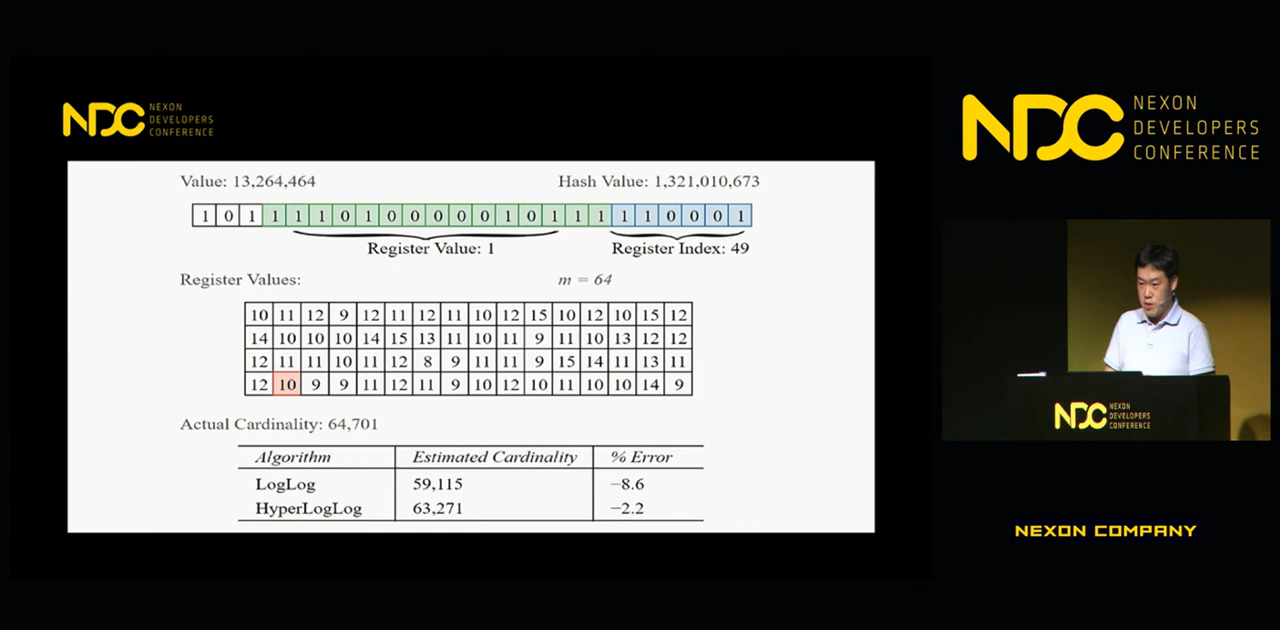 NDC NEXON
DEVELOPERS
CONFERENCE
Value: 13,264,464 Hash Value: 1,321,010,673
1 0 1 1 1 1 0 1 0 0 0 0 0 1 0 1 1 1 1 1 0 0 0 1
Register Value: 1 Register Index: 49
Register Values: m = 64
10 11 12 9 12 11 12 11 10 12 15 10 12 10 15 12
14 10 10 10 14 15 13 11 10 11 9 11 10 13 12 12
12 11 11 10 11 12 8 9 11 11 9 15 14 11 13 11
12 10 9 9 11 12 11 9 10 12 10 11 10 10 14 9
Actual Cardinality: 64,701
Algorithm Estimated Cardinality % Error
LogLog 59,115 −8.6
HyperLogLog 63,271 −2.2
NDC NEXON
DEVELOPERS
CONFERENCE
NDC NEXON
DEVELOPERS
CONFERENCE
NEXON COMPANY